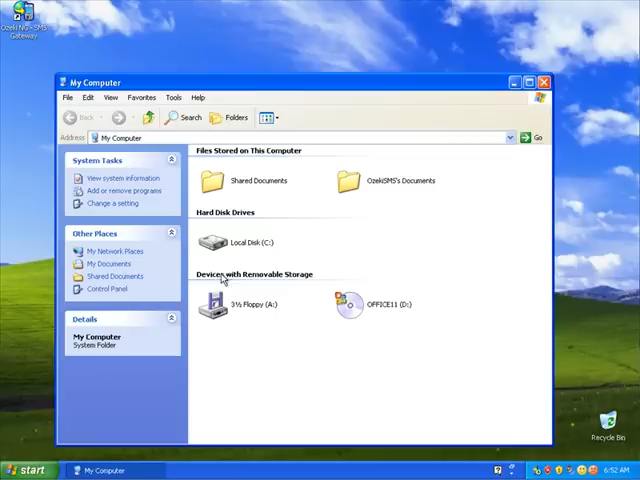 Ozeki NG - SMS
Gateway
My Computer
File Edit View Favorites Tools Help
Back Search Folders
Address My Computer Go
System Tasks
View system information
Add or remove programs
Change a setting
Other Places
My Network Places
My Documents
Shared Documents
Control Panel
Details
My Computer
System Folder
Files Stored on This Computer
Shared Documents OzekiSMS's Documents
Hard Disk Drives
Local Disk (C:)
Devices with Removable Storage
3½ Floppy (A:) OFFICE11 (D:)
Recycle Bin
start My Computer 6:52 AM